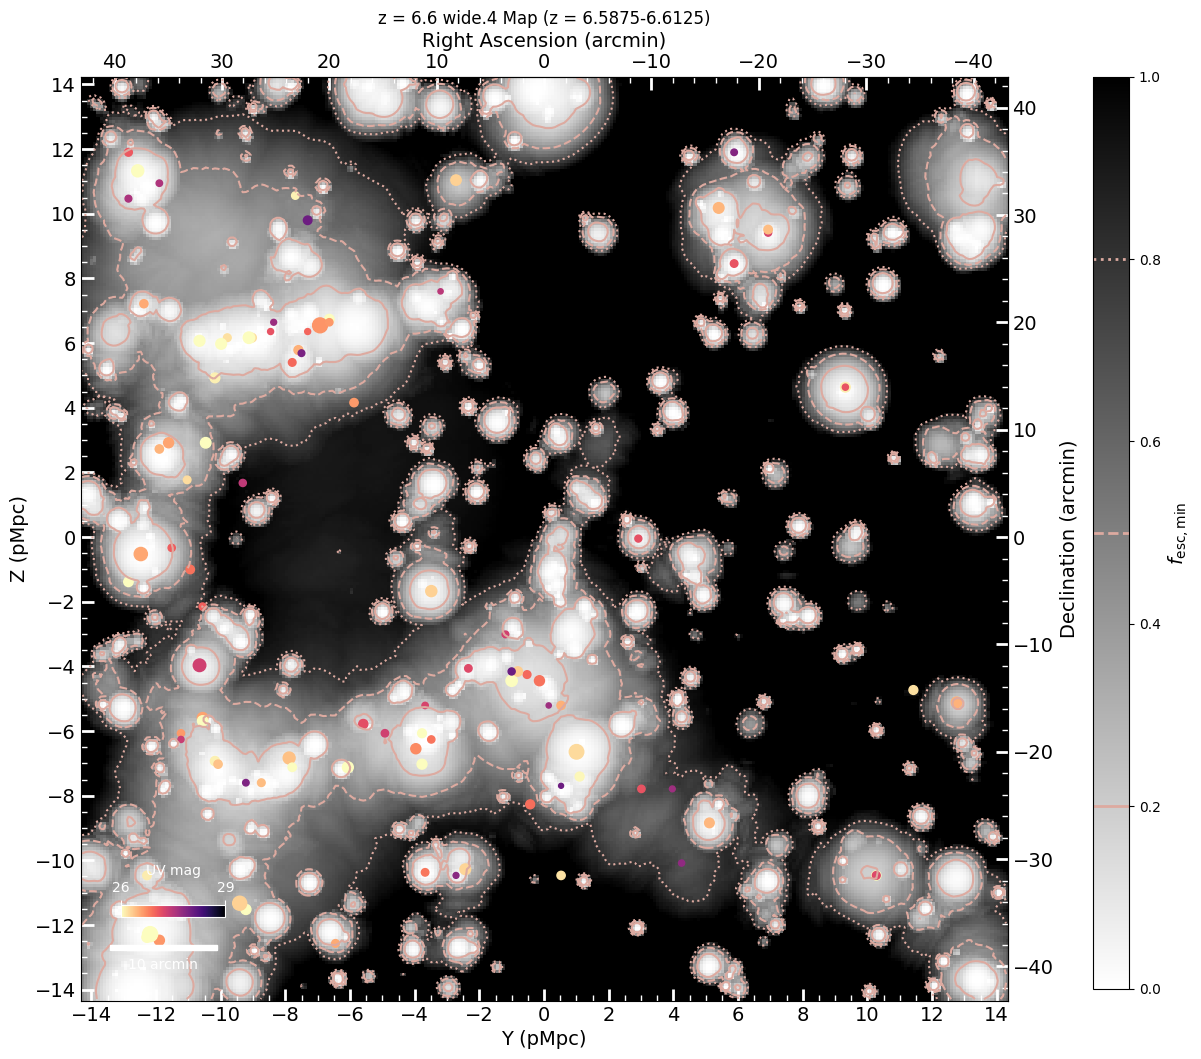 z = 6.6 wide.4 Map (z = 6.5875-6.6125)
Right Ascension (arcmin)
40 30 20 10 0 −10 −20 −30 −40
14 12 10 8 6 4 2 0 −2 −4 −6 −8 −10 −12 −14
Z (pMpc)
40 30 20 10 0 −10 −20 −30 −40
Declination (arcmin)
1.0 0.8 0.6 0.4 0.2 0.0
fesc,min
UV mag
26 29
10 arcmin
−14 −12 −10 −8 −6 −4 −2 0 2 4 6 8 10 12 14
Y (pMpc)